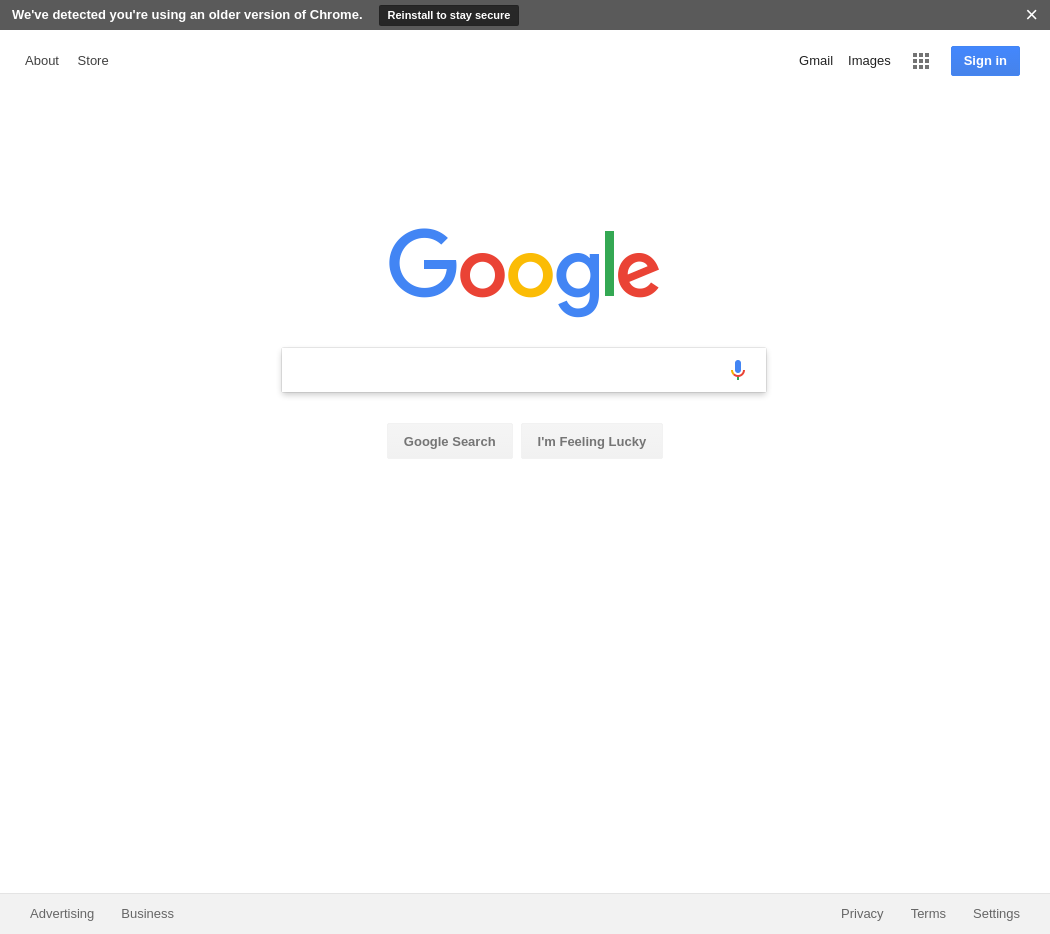 We've detected you're using an older version of Chrome. Reinstall to stay secure ×
About Store Gmail Images Sign in
Google
Google Search I'm Feeling Lucky
Advertising Business Privacy Terms Settings